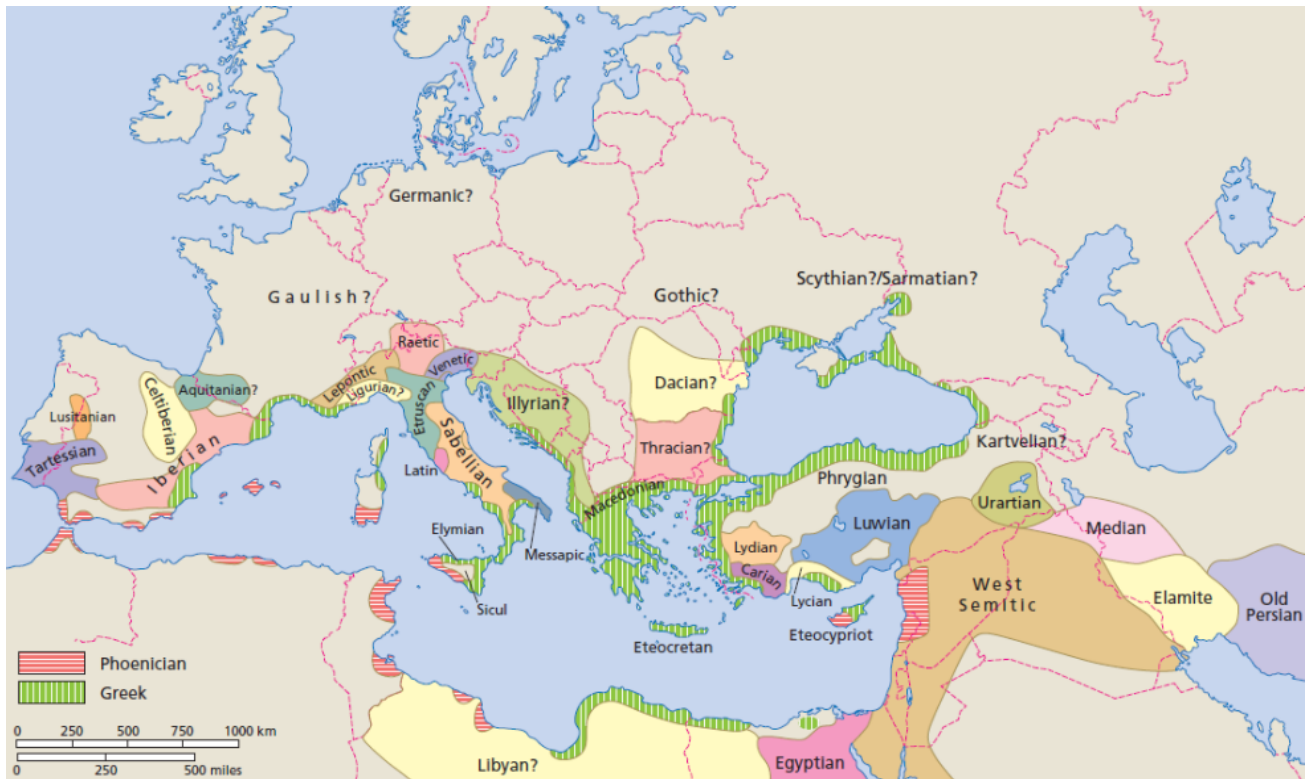 Germanic?
Scythian?/Sarmatian?
Gaulish?
Gothic?
Raetic
Venetic
Lepontic
Ligurian?
Celtiberian
Aquitanian?
Dacian?
Illyrian?
Lusitanian
Etruscan
Sabellian
Thracian?
Kartvelian?
Tartessian
Iberian
Latin
Macedonian
Phrygian
Urartian
Luwian
Median
Elymian
Messapic
Lydian
Carian
West
Semitic
Elamite
Old
Persian
Sicul
Lycian
Eteocypriot
Eteocretan
Phoenician
Greek
0 250 500 750 1000 km
0 250 500 miles
Libyan?
Egyptian